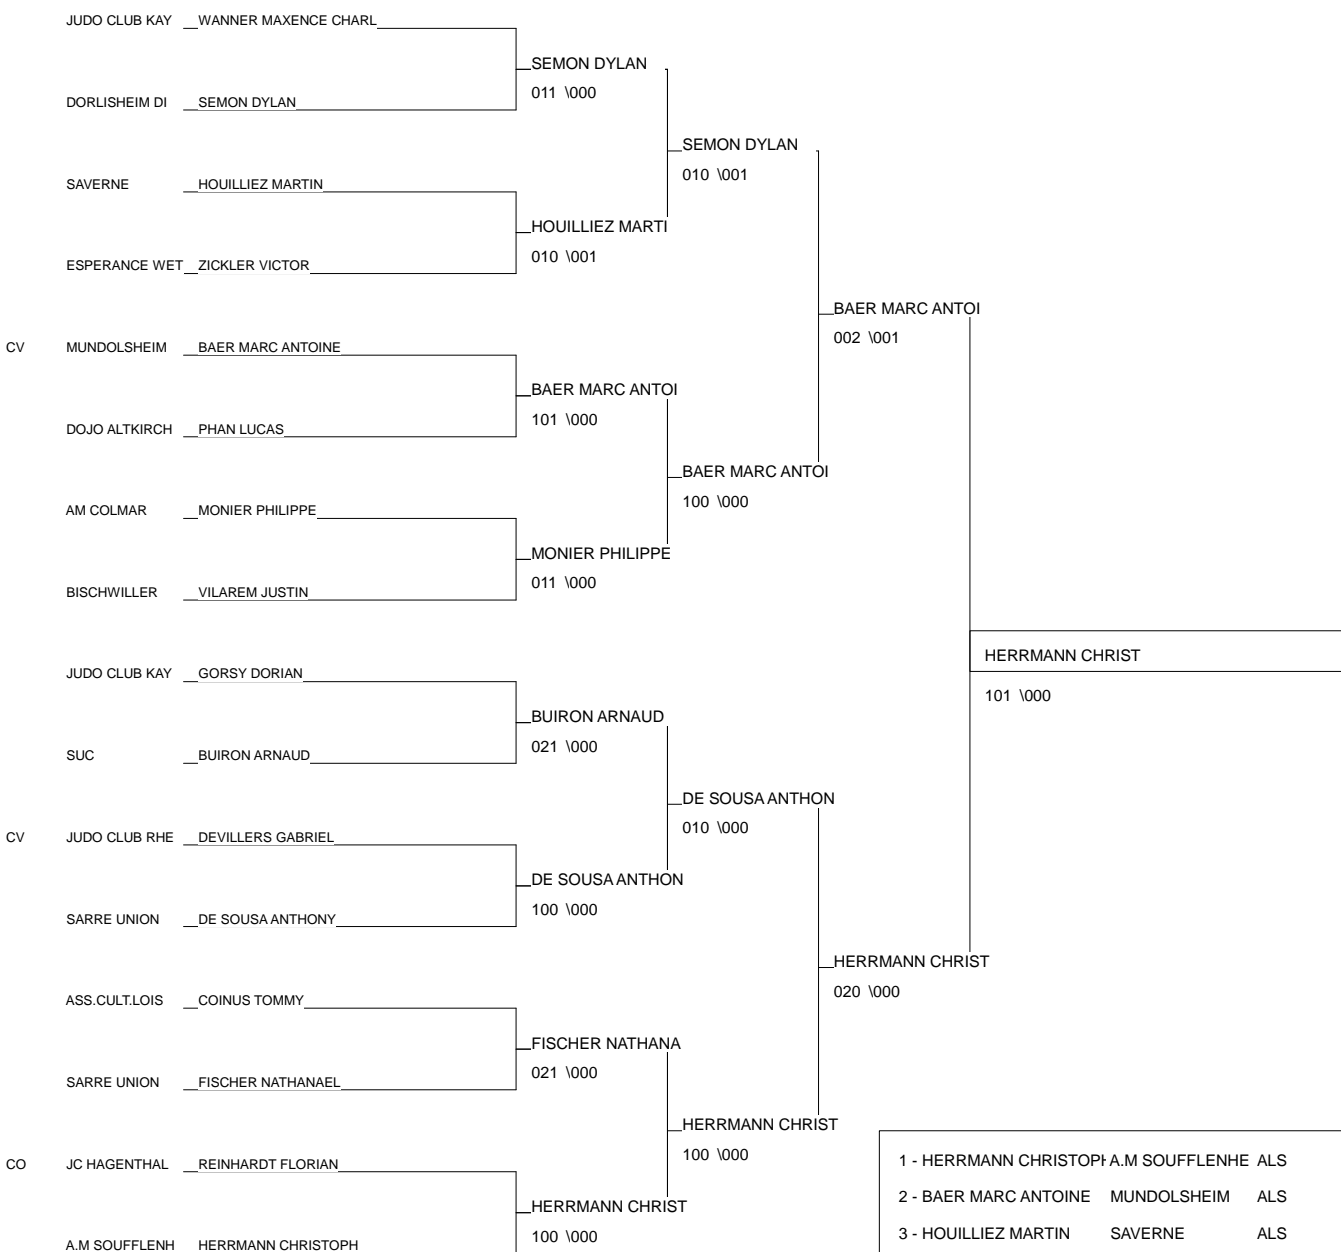 JUDO CLUB KAY WANNER MAXENCE CHARL
SEMON DYLAN
011 \000
DORLISHEIM DI SEMON DYLAN
SEMON DYLAN
010 \001
SAVERNE HOUILLIEZ MARTIN
HOUILLIEZ MARTI
010 \001
ESPERANCE WET ZICKLER VICTOR
BAER MARC ANTOI
002 \001
CV MUNDOLSHEIM BAER MARC ANTOINE
BAER MARC ANTOI
101 \000
DOJO ALTKIRCH PHAN LUCAS
BAER MARC ANTOI
100 \000
AM COLMAR MONIER PHILIPPE
MONIER PHILIPPE
011 \000
BISCHWILLER VILAREM JUSTIN
HERRMANN CHRIST
101 \000
JUDO CLUB KAY GORSY DORIAN
BUIRON ARNAUD
021 \000
SUC BUIRON ARNAUD
DE SOUSA ANTHON
010 \000
CV JUDO CLUB RHE DEVILLERS GABRIEL
DE SOUSA ANTHON
100 \000
SARRE UNION DE SOUSA ANTHONY
HERRMANN CHRIST
020 \000
ASS.CULT.LOIS COINUS TOMMY
FISCHER NATHANA
021 \000
SARRE UNION FISCHER NATHANAEL
HERRMANN CHRIST
100 \000
CO JC HAGENTHAL REINHARDT FLORIAN
HERRMANN CHRIST
100 \000
A.M SOUFFLENH HERRMANN CHRISTOPH
1 - HERRMANN CHRISTOPH A.M SOUFFLENHE ALS
2 - BAER MARC ANTOINE MUNDOLSHEIM ALS
3 - HOUILLIEZ MARTIN SAVERNE ALS